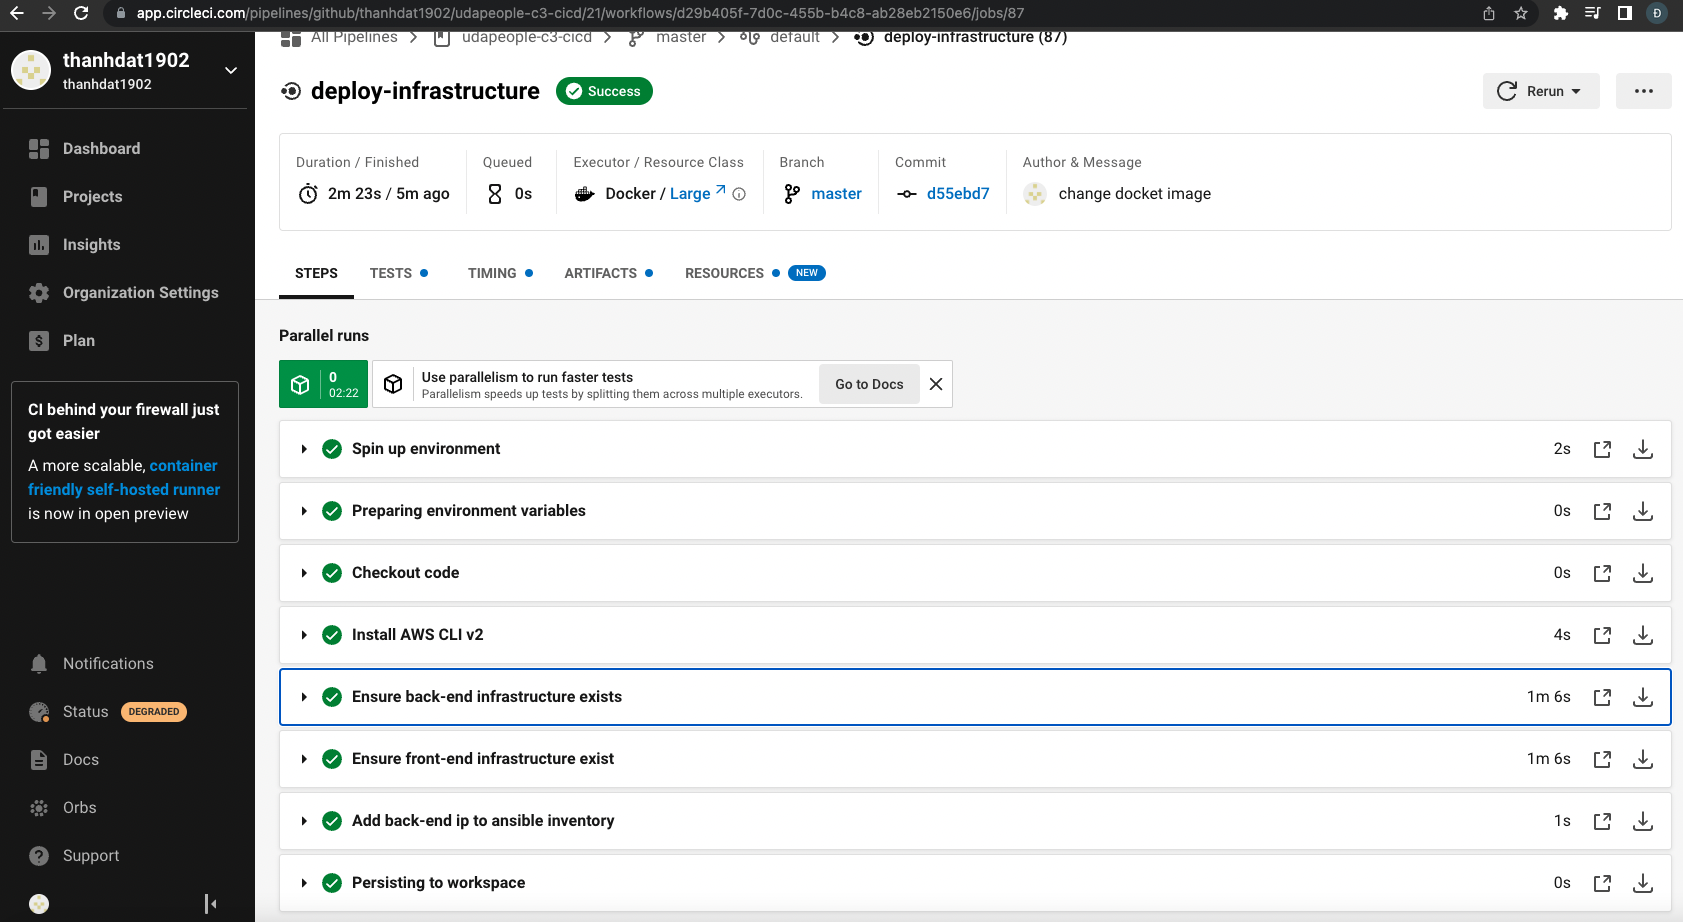 app.circleci.com/pipelines/github/thanhdat1902/udapeople-c3-cicd/21/workflows/d29b405f-7d0c-455b-b4c8-ab28eb2150e6/jobs/87
Đ
thanhdat1902
thanhdat1902
Dashboard
Projects
Insights
Organization Settings
Plan
CI behind your firewall just
got easier
A more scalable, container
friendly self-hosted runner
is now in open preview
Notifications
Status DEGRADED
Docs
Orbs
Support
All Pipelines udapeople-c3-cicd master default deploy-infrastructure (87)
deploy-infrastructure Success
Rerun
Duration / Finished
2m 23s / 5m ago
Queued
0s
Executor / Resource Class
Docker / Large
Branch
master
Commit
d55ebd7
Author & Message
change docket image
STEPS TESTS TIMING ARTIFACTS RESOURCES NEW
Parallel runs
0
02:22
Use parallelism to run faster tests
Parallelism speeds up tests by splitting them across multiple executors.
Go to Docs
Spin up environment 2s
Preparing environment variables 0s
Checkout code 0s
Install AWS CLI v2 4s
Ensure back-end infrastructure exists 1m 6s
Ensure front-end infrastructure exist 1m 6s
Add back-end ip to ansible inventory 1s
Persisting to workspace 0s